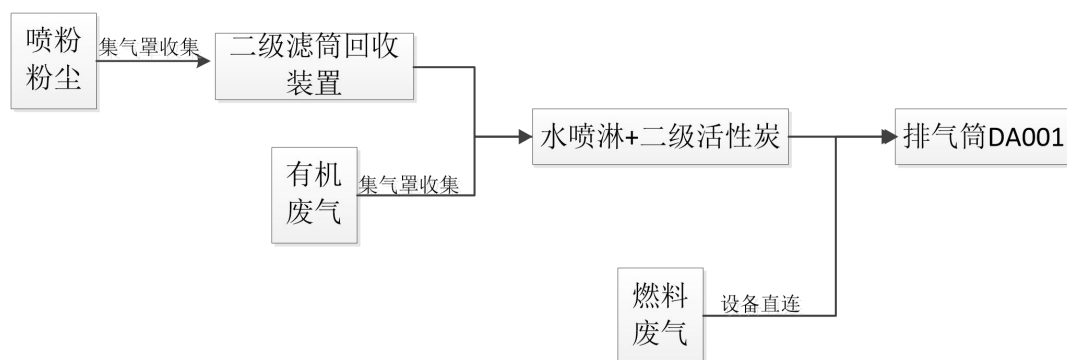 喷粉
粉尘
集气罩收集
二级滤筒回收
装置
有机
废气
集气罩收集
水喷淋+二级活性炭
排气筒DA001
燃料
废气
设备直连